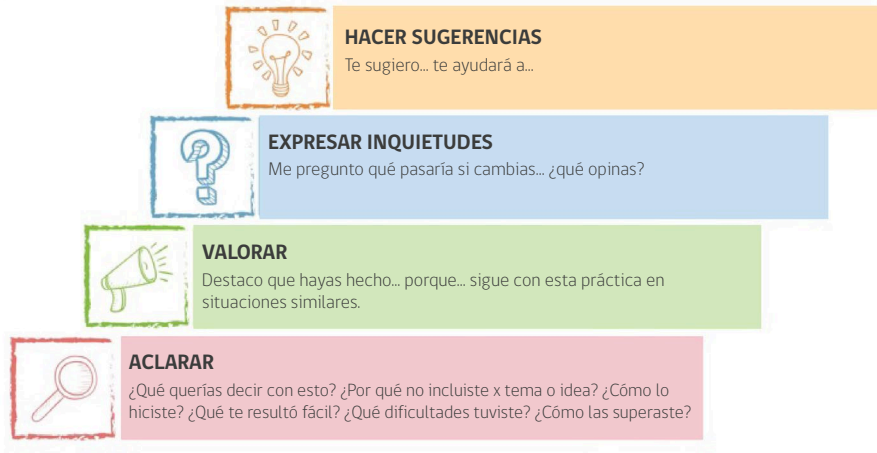 HACER SUGERENCIAS
Te sugiero... te ayudará a...
EXPRESAR INQUIETUDES
Me pregunto qué pasaría si cambias... ¿qué opinas?
VALORAR
Destaco que hayas hecho... porque... sigue con esta práctica en
situaciones similares.
ACLARAR
¿Qué querías decir con esto? ¿Por qué no incluiste x tema o idea? ¿Cómo lo
hiciste? ¿Qué te resultó fácil? ¿Qué dificultades tuviste? ¿Cómo las superaste?